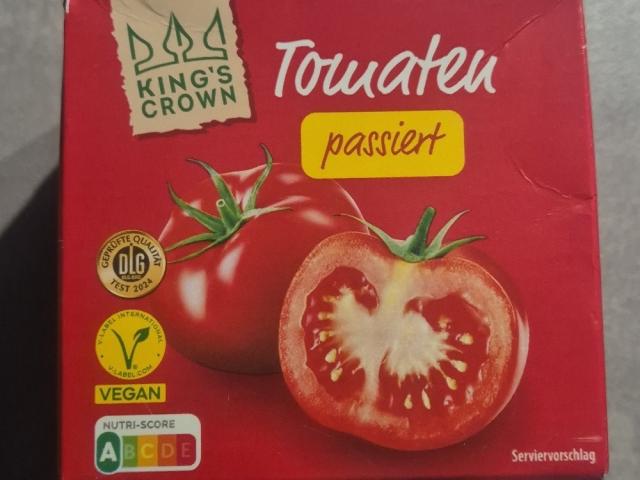 KING'S
CROWN
Tomaten
passiert
GEPRÜFTE QUALITÄT
DLG
TEST 2024
V-LABEL INTERNATIONAL
V-LABEL.COM
VEGAN
NUTRI-SCORE
A B C D E
Serviervorschlag